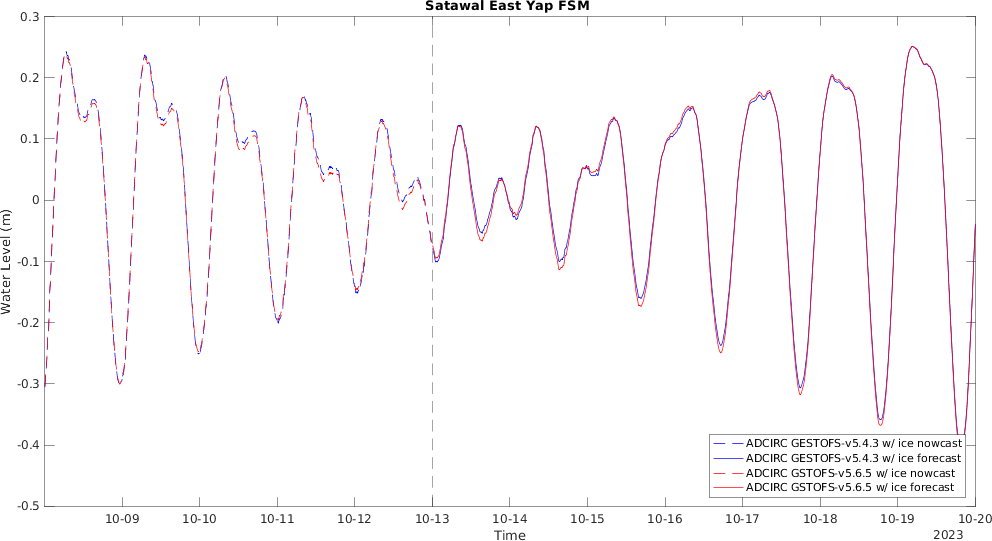 Satawal East Yap FSM
0.3
0.2
0.1
0
-0.1
-0.2
-0.3
-0.4
-0.5
Water Level (m)
ADCIRC GESTOFS-v5.4.3 w/ ice nowcast
ADCIRC GESTOFS-v5.4.3 w/ ice forecast
ADCIRC GSTOFS-v5.6.5 w/ ice nowcast
ADCIRC GSTOFS-v5.6.5 w/ ice forecast
10-09 10-10 10-11 10-12 10-13 10-14 10-15 10-16 10-17 10-18 10-19 10-20
Time
2023